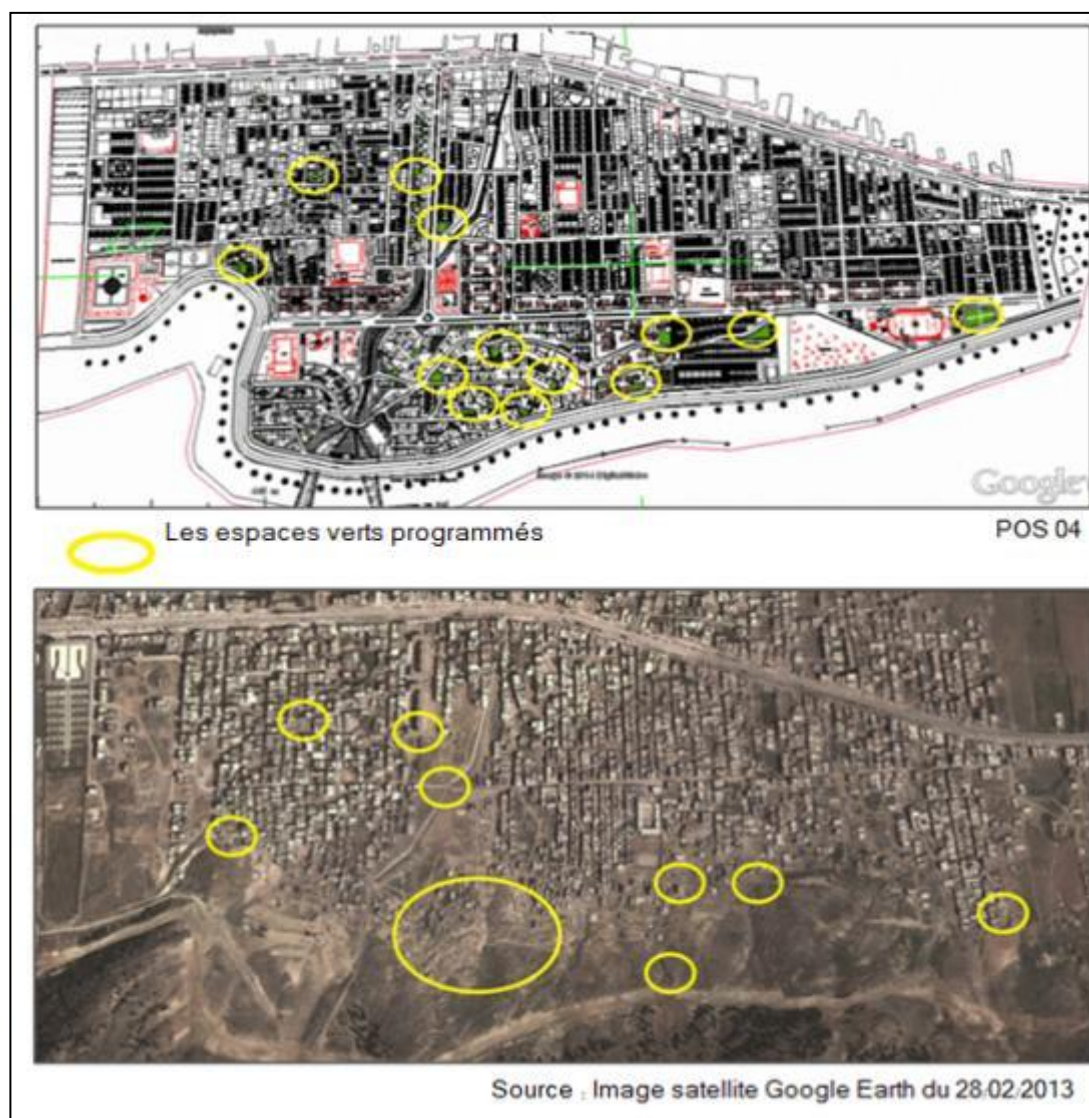 Google
Les espaces verts programmés
POS 04
Source : Image satellite Google Earth du 28/02/2013